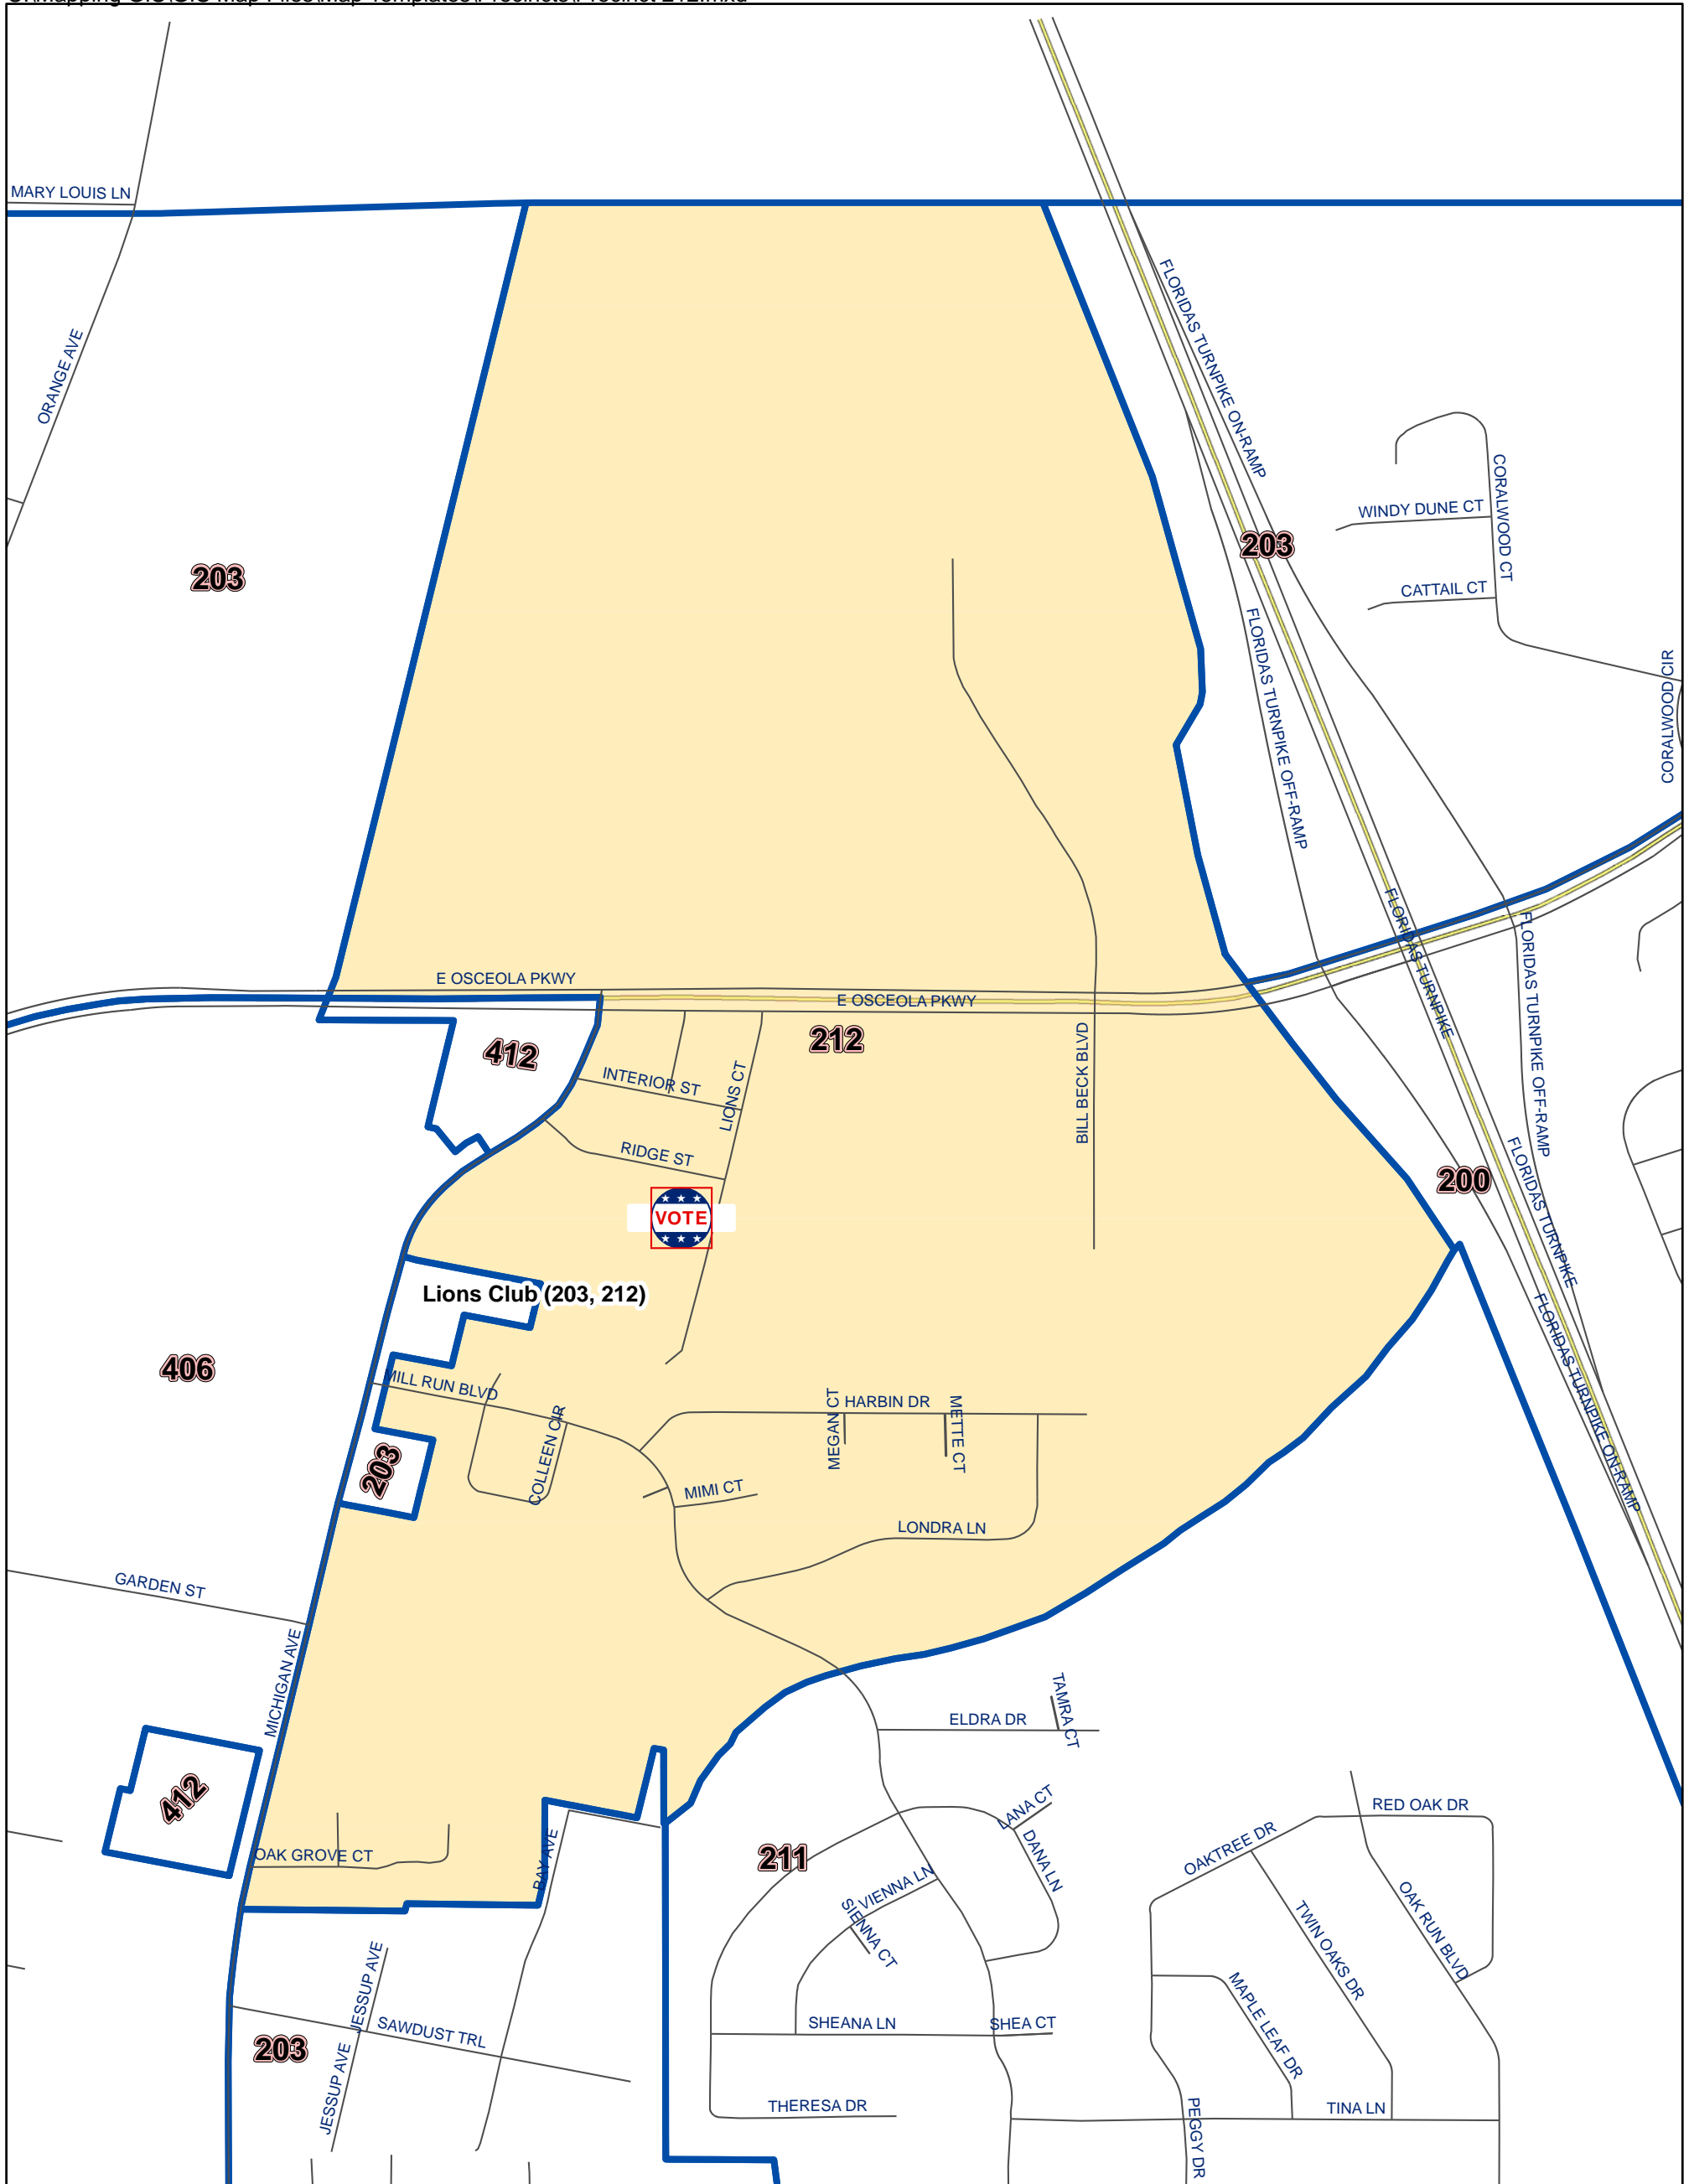 MARY LOUIS LN
ORANGE AVE
FLORIDAS TURNPIKE ON-RAMP
CORALWOOD CT
WINDY DUNE CT
203
203
CATTAIL CT
FLORIDAS TURNPIKE OFF-RAMP
CORALWOOD CIR
FLORIDAS TURNPIKE
FLORIDAS TURNPIKE OFF-RAMP
E OSCEOLA PKWY
E OSCEOLA PKWY
212
412
BILL BECK BLVD
INTERIOR ST
LIONS CT
RIDGE ST
200
FLORIDAS TURNPIKE
VOTE
Lions Club (203, 212)
FLORIDAS TURNPIKE ON-RAMP
406
MILL RUN BLVD
HARBIN DR
MEGAN CT
METTE CT
COLLEEN CIR
203
MIMI CT
LONDRA LN
GARDEN ST
MICHIGAN AVE
TAMRA CT
ELDRA DR
412
LANA CT
RED OAK DR
OAKTREE DR
DANA LN
OAK GROVE CT
BAY AVE
211
S VIENNA LN
SIENNA CT
OAK RUN BLVD
TWIN OAKS DR
JESSUP AVE
MAPLE LEAF DR
SAWDUST TRL
SHEANA LN
SHEA CT
203
JESSUP AVE
THERESA DR
PEGGY DR
TINA LN